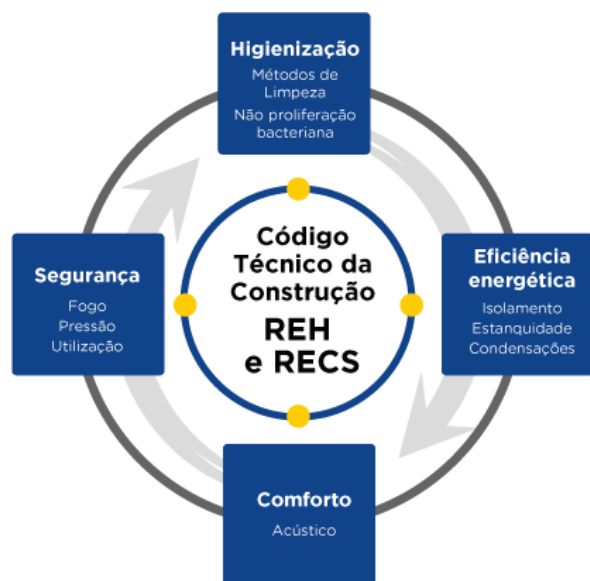 Higienização
Métodos de
Limpeza
Não proliferação
bacteriana
Código
Técnico da
Construção
REH
e RECS
Segurança
Fogo
Pressão
Utilização
Eficiência
energética
Isolamento
Estanquidade
Condensações
Comforto
Acústico